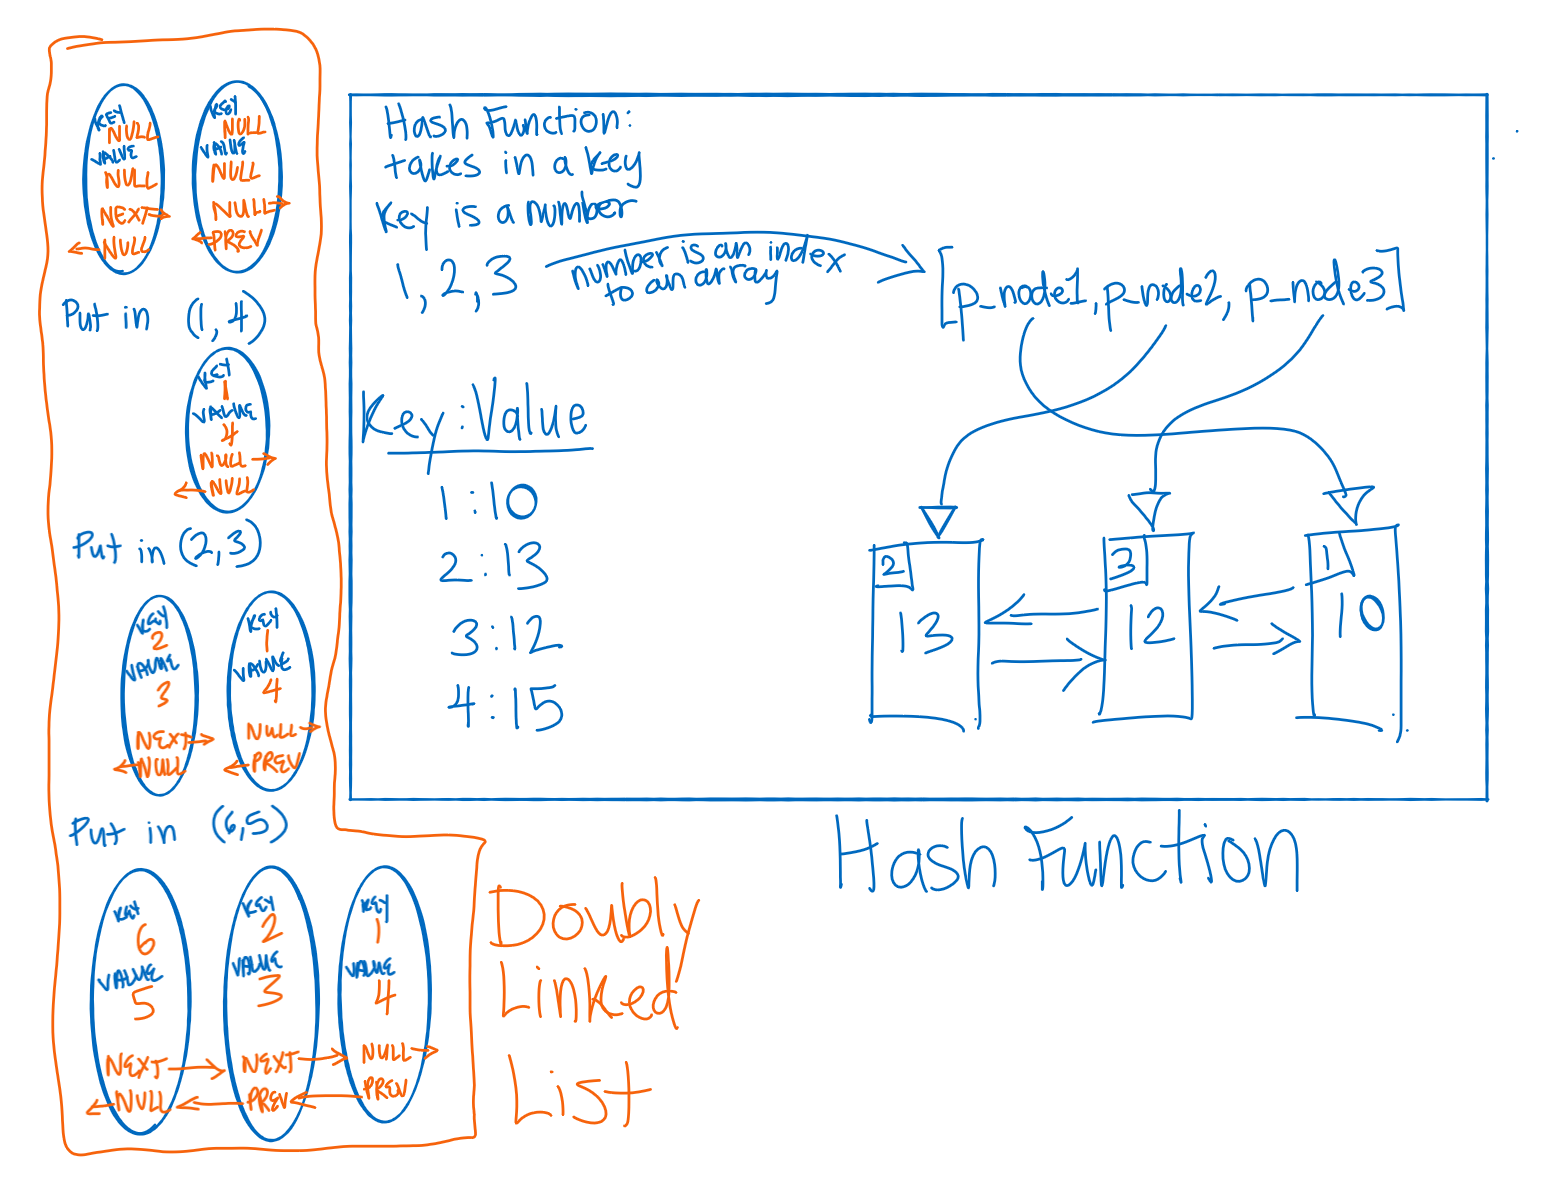 KEY
NULL
VALUE
NULL
NEXT
NULL
KEY
NULL
VALUE
NULL
NULL
PREV
Put in (1, 4)
KEY
1
VALUE
4
NULL
NULL
Put in (2,3)
KEY
2
VALUE
3
NEXT
NULL
KEY
1
VALUE
4
NULL
PREV
Put in (6,5)
KEY
6
VALUE
5
NEXT
NULL
KEY
2
VALUE
3
NEXT
PREV
KEY
1
VALUE
4
NULL
PREV
Doubly
Linked
List
Hash Function:
takes in a key
Key is a number
1, 2, 3
number is an index
to an array
[p_node1, p_node2, p_node3]
Key : Value
1 : 10
2 : 13
3 : 12
4 : 15
2
13
3
12
1
10
Hash Function